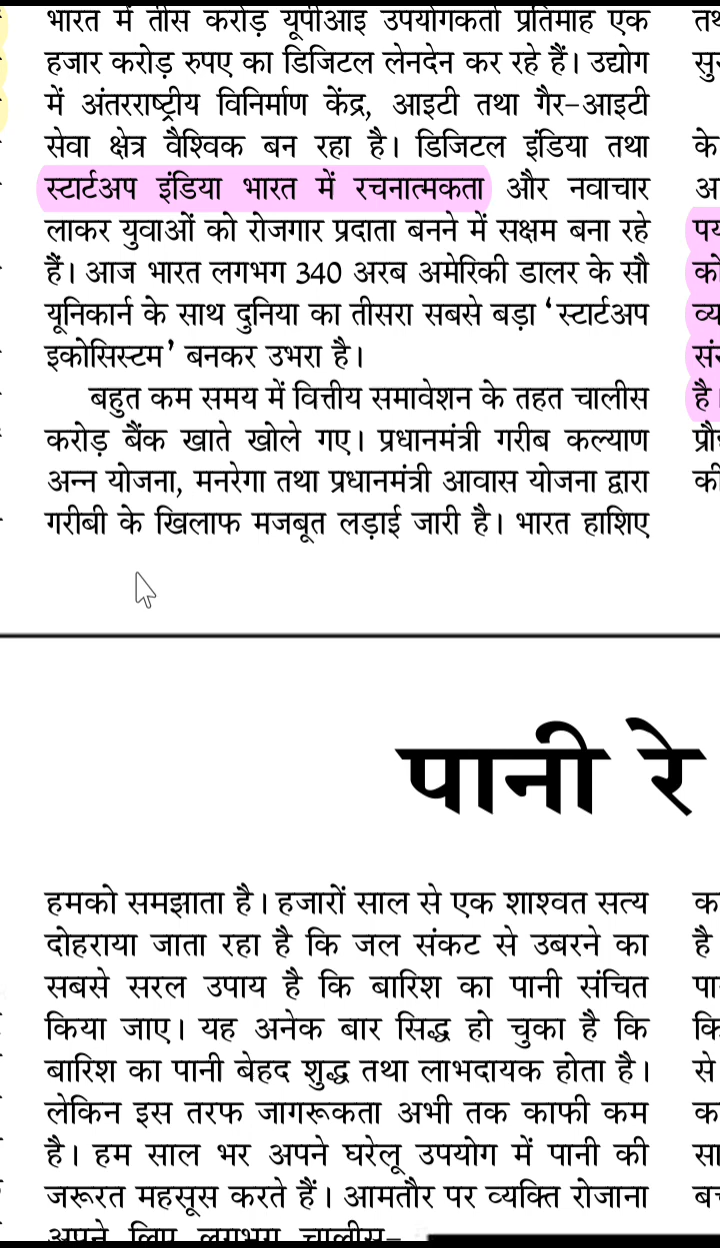 भारत में तीस करोड़ यूपीआइ उपयोगकर्ता प्रतिमाह एक
हजार करोड़ रुपए का डिजिटल लेनदेन कर रहे हैं। उद्योग
में अंतरराष्ट्रीय विनिर्माण केंद्र, आइटी तथा गैर-आइटी
सेवा क्षेत्र वैश्विक बन रहा है। डिजिटल इंडिया तथा
स्टार्टअप इंडिया भारत में रचनात्मकता और नवाचार
लाकर युवाओं को रोजगार प्रदाता बनने में सक्षम बना रहे
हैं। आज भारत लगभग 340 अरब अमेरिकी डालर के सौ
यूनिकार्न के साथ दुनिया का तीसरा सबसे बड़ा ‘स्टार्टअप
इकोसिस्टम’ बनकर उभरा है।
बहुत कम समय में वित्तीय समावेशन के तहत चालीस
करोड़ बैंक खाते खोले गए। प्रधानमंत्री गरीब कल्याण
अन्न योजना, मनरेगा तथा प्रधानमंत्री आवास योजना द्वारा
गरीबी के खिलाफ मजबूत लड़ाई जारी है। भारत हाशिए
के
को
है।
की
पानी रे
हमको समझाता है। हजारों साल से एक शाश्वत सत्य
दोहराया जाता रहा है कि जल संकट से उबरने का
सबसे सरल उपाय है कि बारिश का पानी संचित
किया जाए। यह अनेक बार सिद्ध हो चुका है कि
बारिश का पानी बेहद शुद्ध तथा लाभदायक होता है।
लेकिन इस तरफ जागरूकता अभी तक काफी कम
है। हम साल भर अपने घरेलू उपयोग में पानी की
जरूरत महसूस करते हैं। आमतौर पर व्यक्ति रोजाना
अपने लिए लगभग चालीस-
है
से